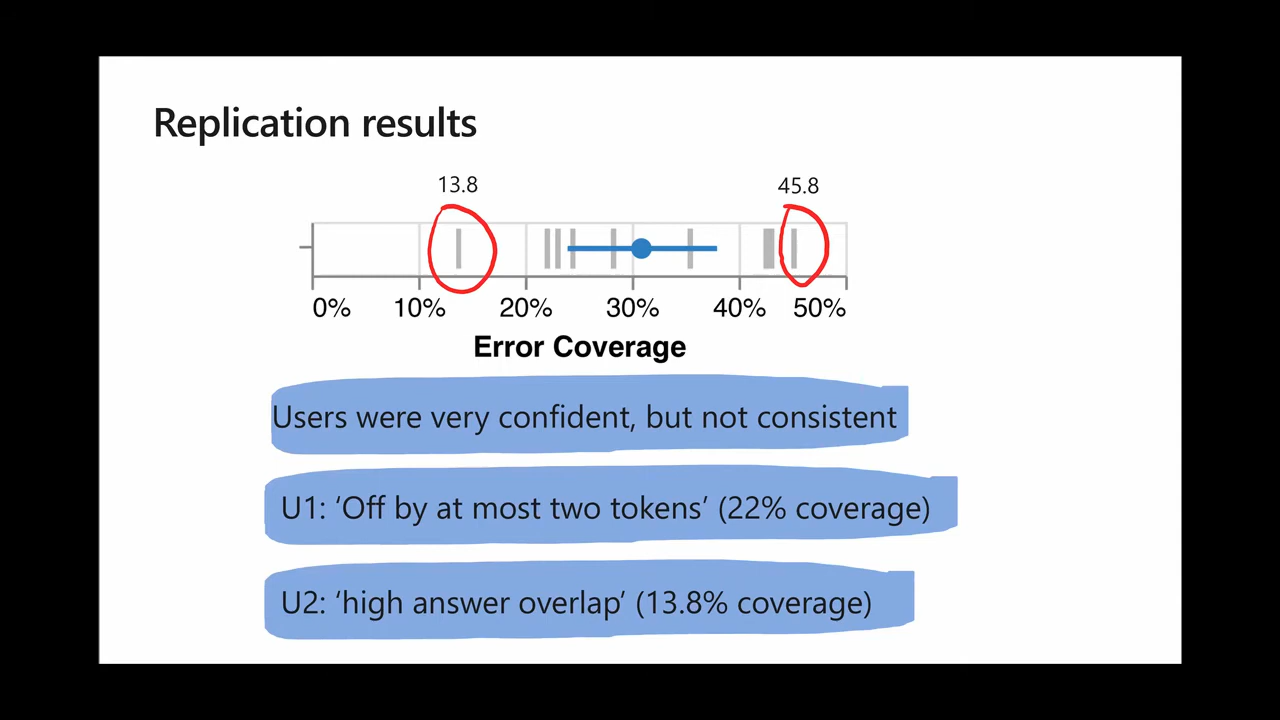 Replication results
13.8 45.8
0% 10% 20% 30% 40% 50%
Error Coverage
Users were very confident, but not consistent
U1: ‘Off by at most two tokens’ (22% coverage)
U2: ‘high answer overlap’ (13.8% coverage)